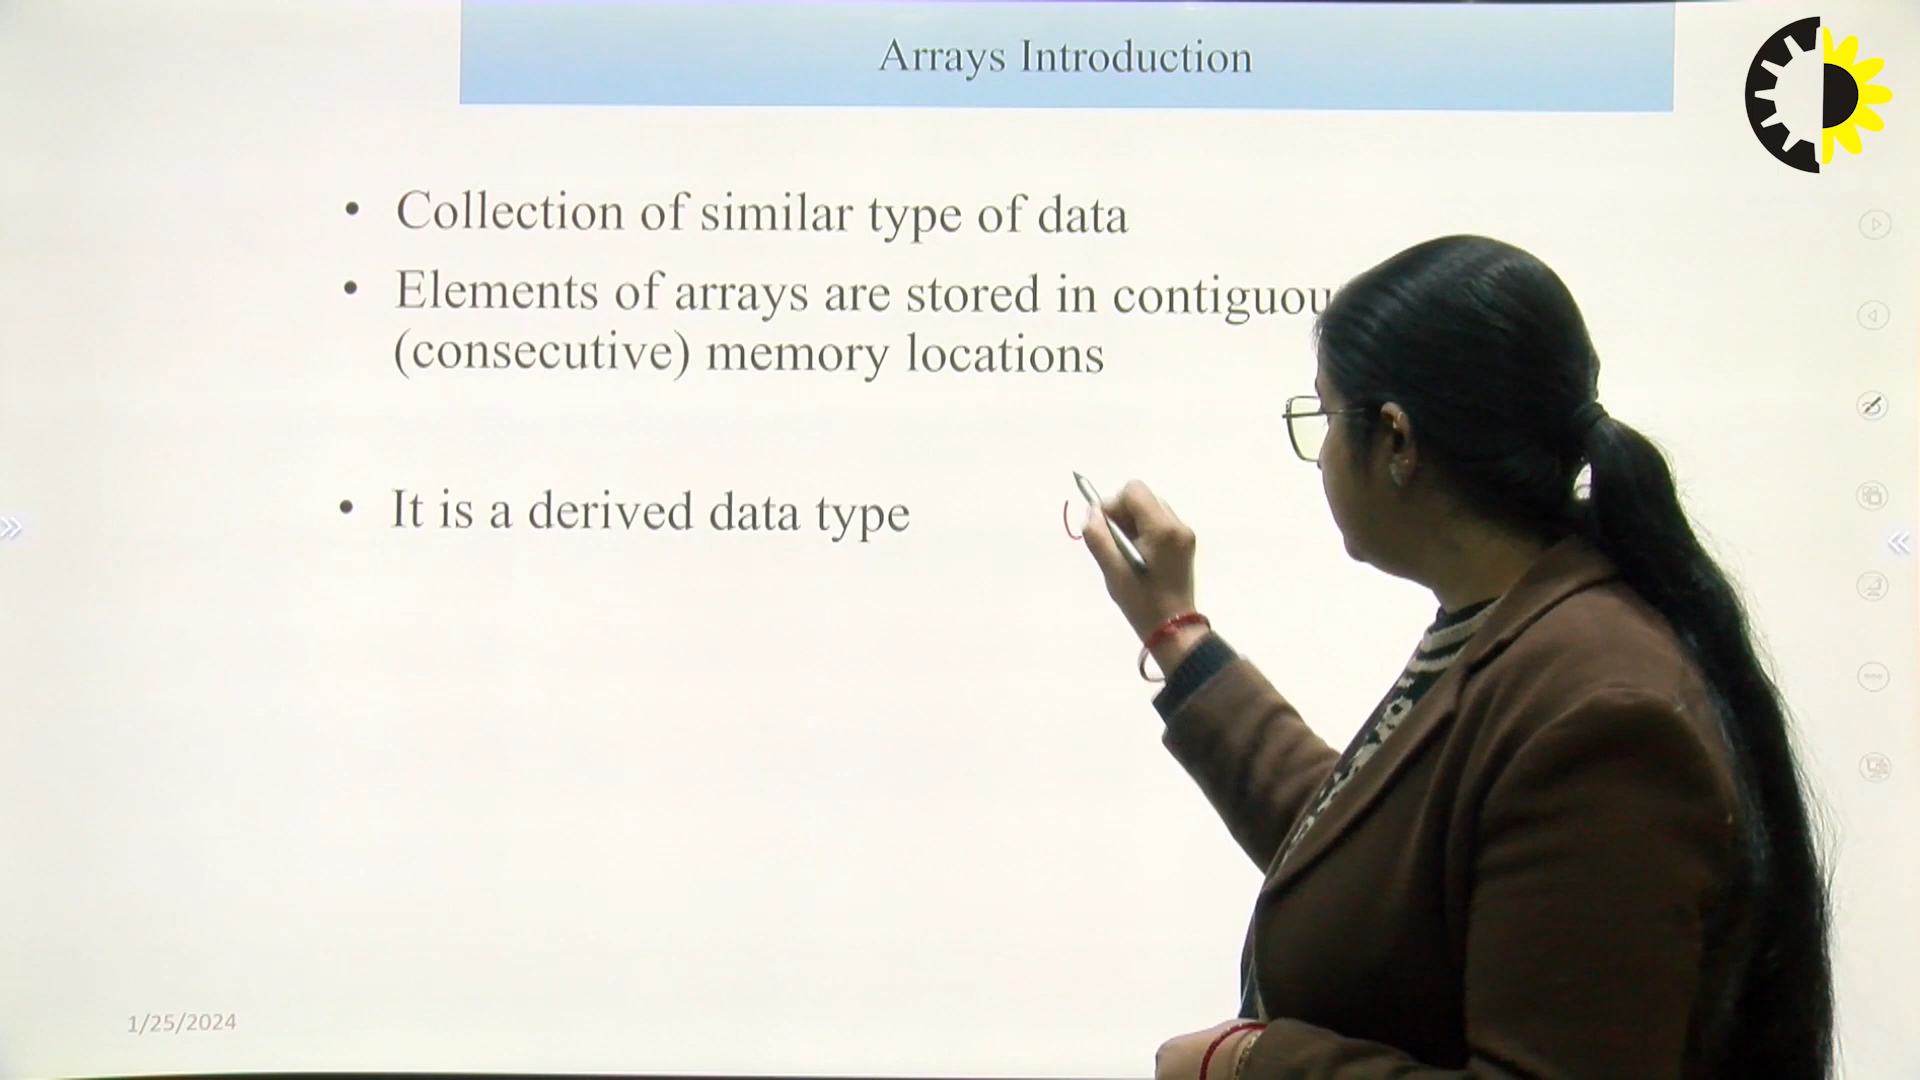 Arrays Introduction
• Collection of similar type of data
• Elements of arrays are stored in
(consecutive) memory locations
• It is a derived data type
1/25/2024